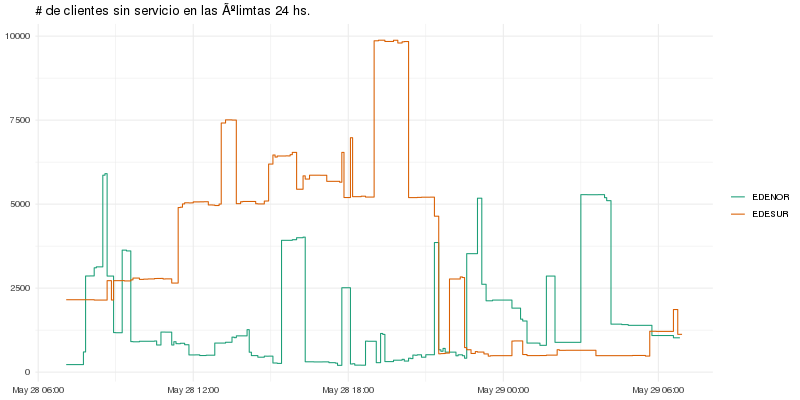 # de clientes sin servicio en las Ãºlimtas 24 hs.
10000
7500
5000
2500
0
May 28 06:00
May 28 12:00
May 28 18:00
May 29 00:00
May 29 06:00
EDENOR
EDESUR